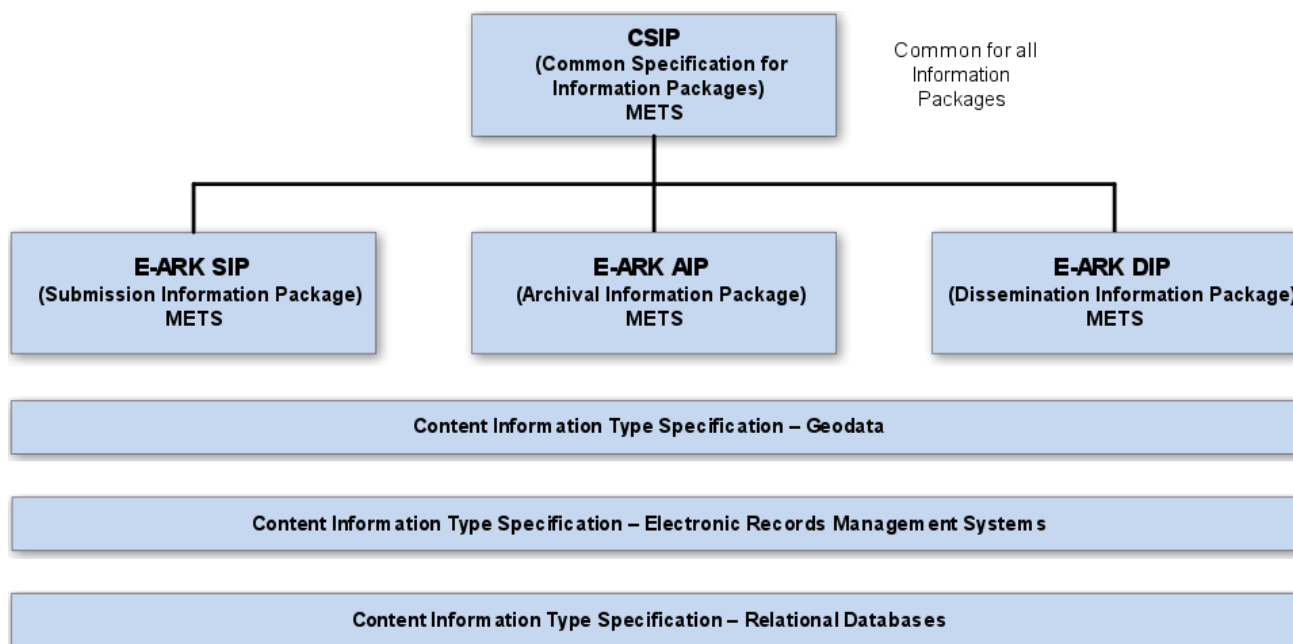 CSIP
(Common Specification for
Information Packages)
METS
Common for all
Information
Packages
E-ARK SIP
(Submission Information Package)
METS
E-ARK AIP
(Archival Information Package)
METS
E-ARK DIP
(Dissemination Information Package)
METS
Content Information Type Specification – Geodata
Content Information Type Specification – Electronic Records Management Systems
Content Information Type Specification – Relational Databases